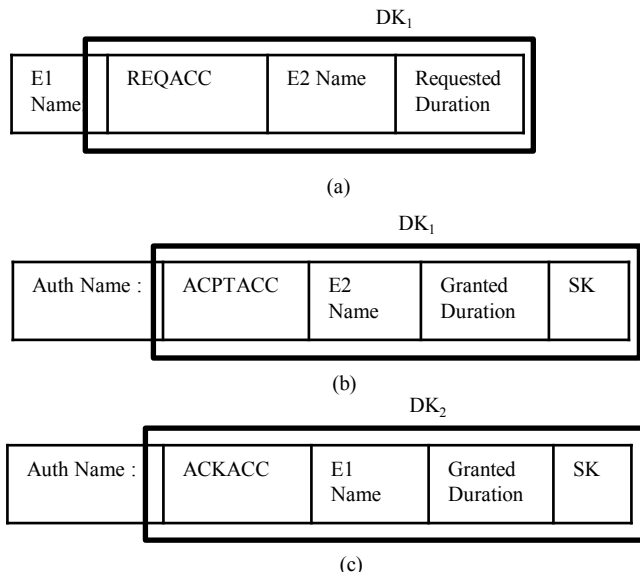 DK₁
E1 Name
REQACC
E2 Name
Requested Duration
(a)
DK₁
Auth Name :
ACPTACC
E2 Name
Granted Duration
SK
(b)
DK₂
Auth Name :
ACKACC
E1 Name
Granted Duration
SK
(c)